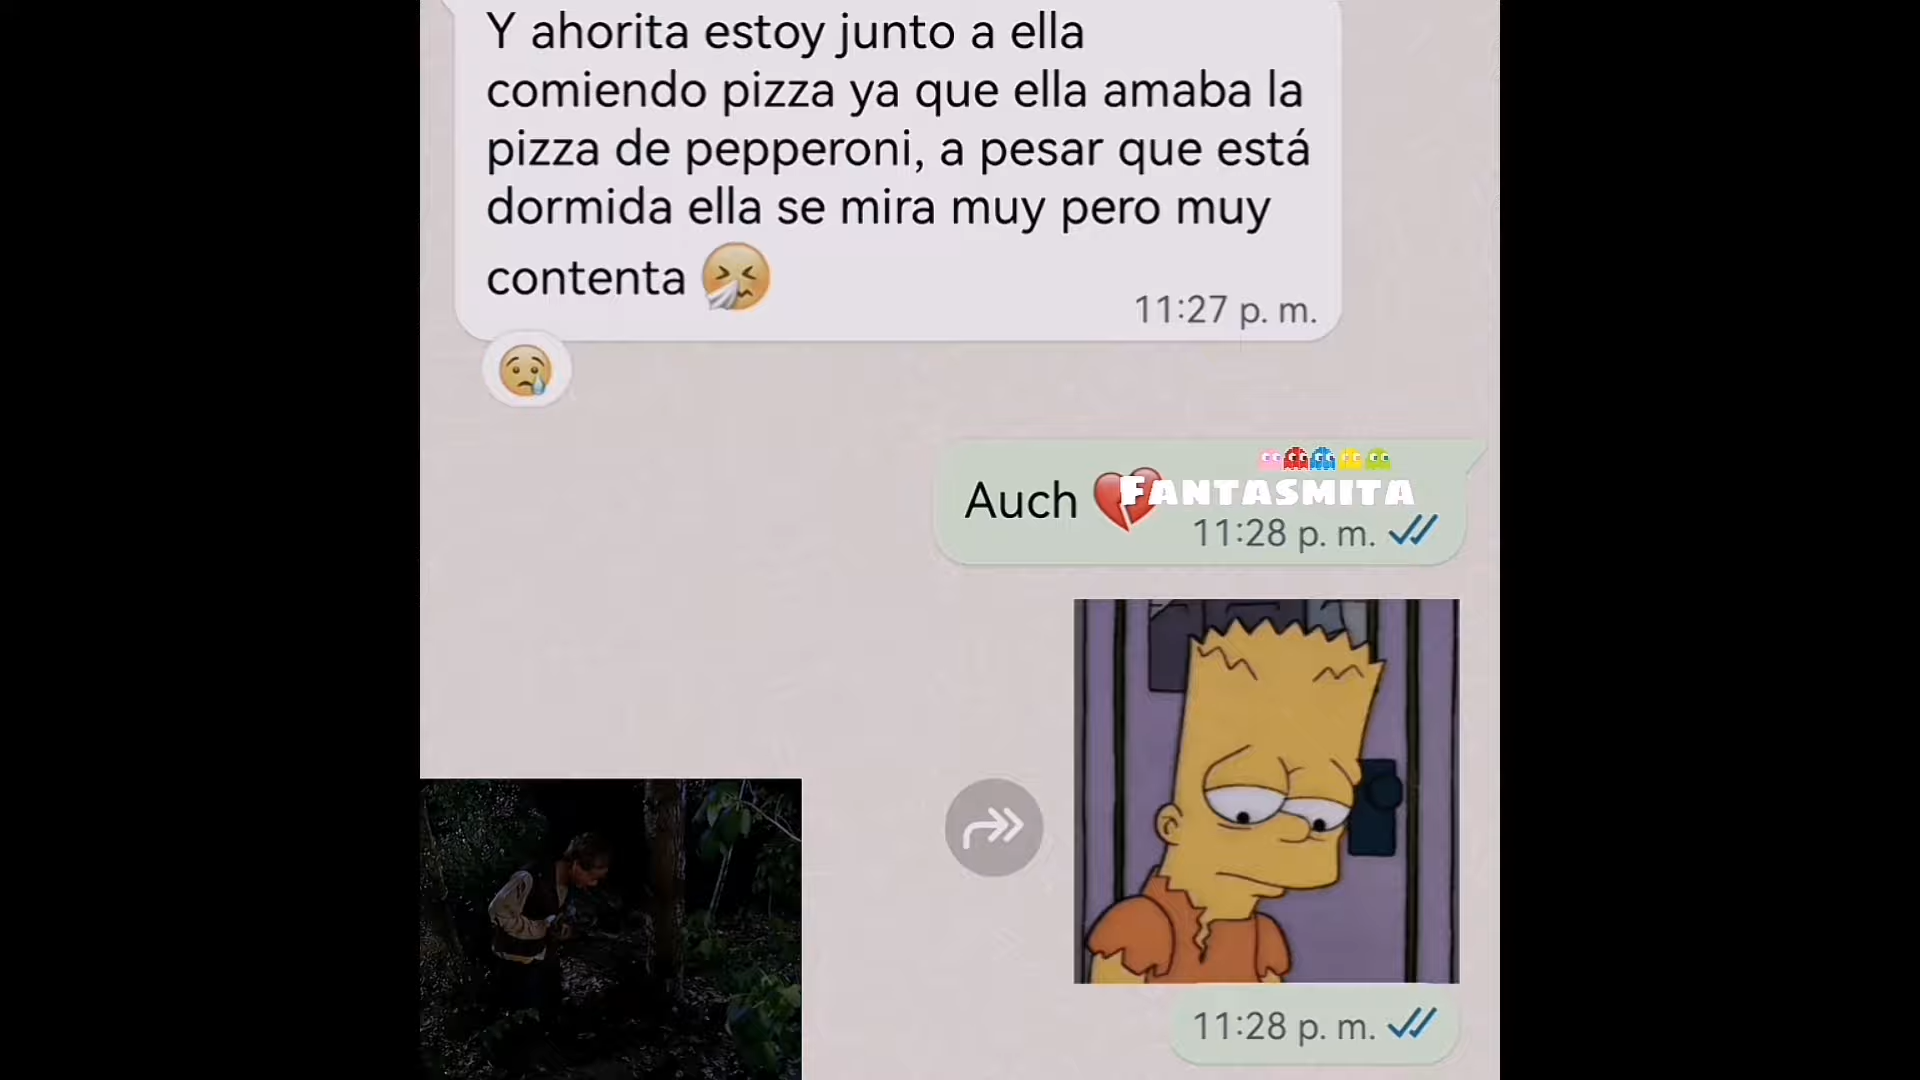 Y ahorita estoy junto a ella
comiendo pizza ya que ella amaba la
pizza de pepperoni, a pesar que está
dormida ella se mira muy pero muy
contenta 🤧
11:27 p. m.
😢
Auch 💔
FANTASMITA
11:28 p. m.
11:28 p. m.